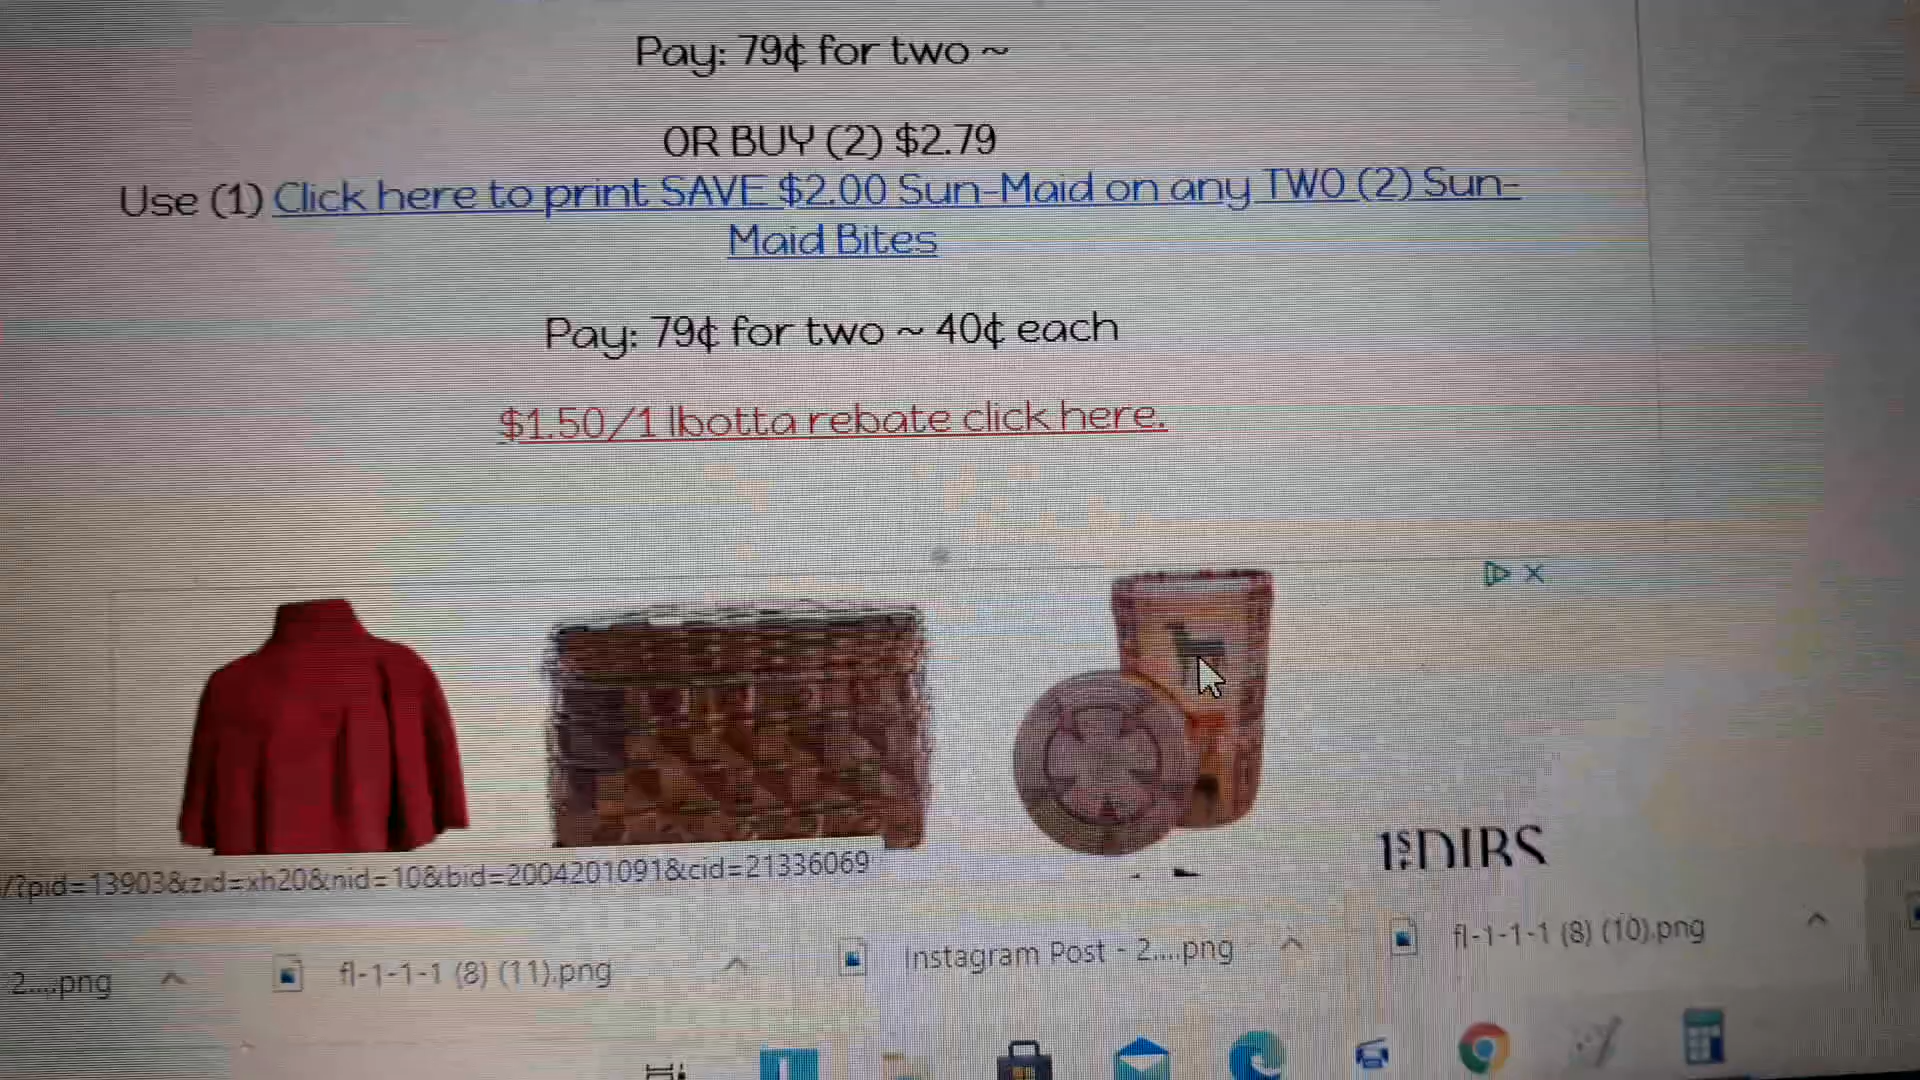 Pay: 79¢ for two ~
OR BUY (2) $2.79
Use (1) Click here to print SAVE $2.00 Sun-Maid on any TWO (2) Sun-
Maid Bites
Pay: 79¢ for two ~ 40¢ each
$1.50/1 Ibotta rebate click here.
1STDIBS
/?pid=13903&zid=xh20&nid=10&bid=2004201091&cid=21336069
2....png
fl-1-1-1 (8) (11).png
Instagram Post - 2....png
fl-1-1-1 (8) (10).png